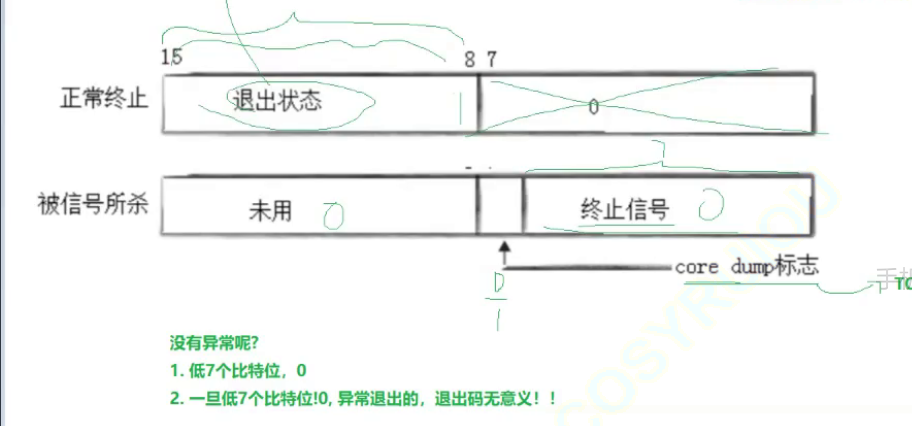 15 8 7
正常终止 退出状态 0
被信号所杀 未用 0 终止信号 0
core dump标志
0
1
没有异常呢?
1. 低7个比特位，0
2. 一旦低7个比特位!0, 异常退出的，退出码无意义！！